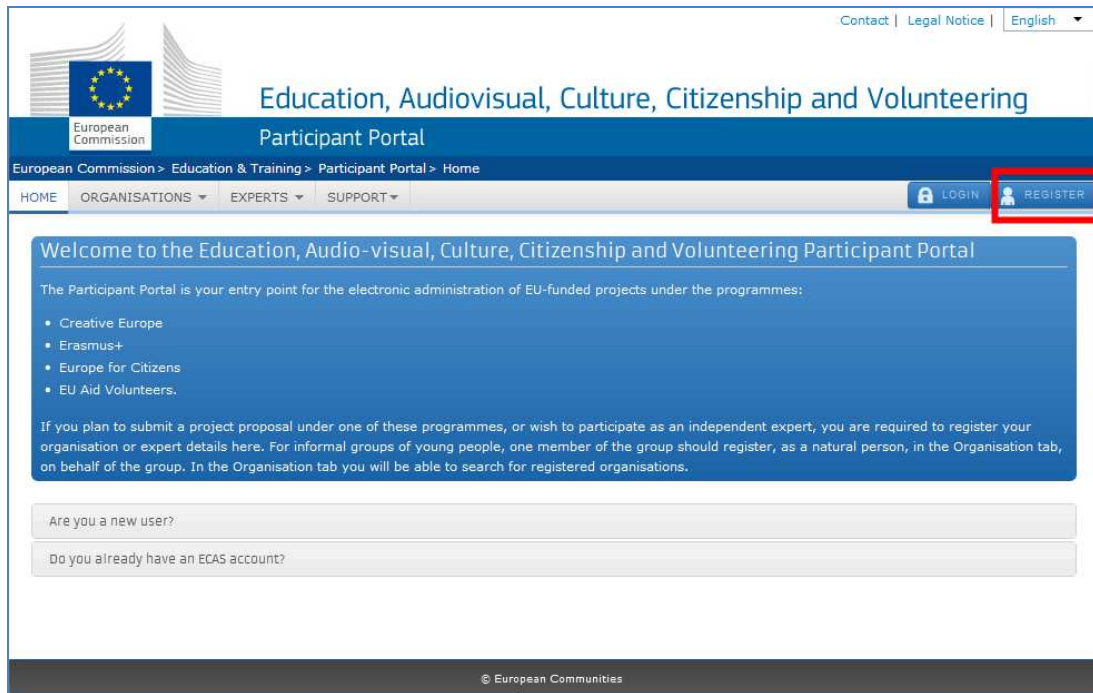 Contact | Legal Notice | English
Education, Audiovisual, Culture, Citizenship and Volunteering
European
Commission
Participant Portal
European Commission > Education & Training > Participant Portal > Home
HOME ORGANISATIONS EXPERTS SUPPORT LOGIN REGISTER
Welcome to the Education, Audio-visual, Culture, Citizenship and Volunteering Participant Portal
The Participant Portal is your entry point for the electronic administration of EU-funded projects under the programmes:
• Creative Europe
• Erasmus+
• Europe for Citizens
• EU Aid Volunteers.
If you plan to submit a project proposal under one of these programmes, or wish to participate as an independent expert, you are required to register your
organisation or expert details here. For informal groups of young people, one member of the group should register, as a natural person, in the Organisation tab,
on behalf of the group. In the Organisation tab you will be able to search for registered organisations.
Are you a new user?
Do you already have an ECAS account?
© European Communities